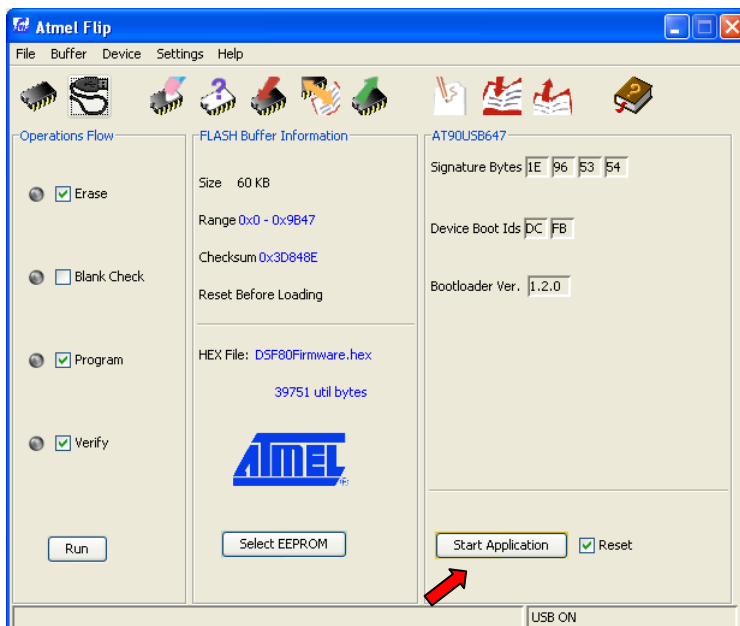 Atmel Flip
File Buffer Device Settings Help
Operations Flow
Erase
Blank Check
Program
Verify
Run
FLASH Buffer Information
Size 60 KB
Range 0x0 - 0x9B47
Checksum 0x3D848E
Reset Before Loading
HEX File: DSF80Firmware.hex
39751 util bytes
ATMEL
Select EEPROM
AT90USB647
Signature Bytes 1E 96 53 54
Device Boot Ids DC FB
Bootloader Ver. 1.2.0
Start Application Reset
USB ON